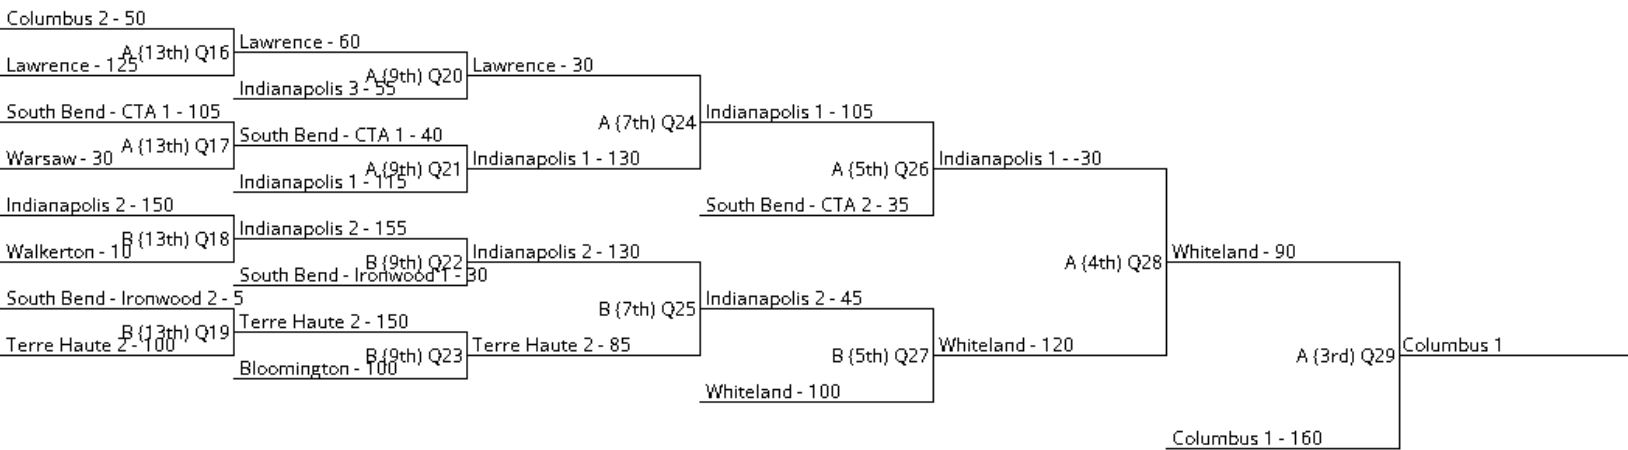 Columbus 2 - 50
A (13th) Q16
Lawrence - 125
South Bend - CTA 1 - 105
A (13th) Q17
Warsaw - 30
Indianapolis 2 - 150
B (13th) Q18
Walkerton - 10
South Bend - Ironwood 2 - 5
B (13th) Q19
Terre Haute 2 - 100
Lawrence - 60
A (9th) Q20
Indianapolis 3 - 55
South Bend - CTA 1 - 40
A (9th) Q21
Indianapolis 1 - 115
Indianapolis 2 - 155
B (9th) Q22
South Bend - Ironwood 1 - 30
Terre Haute 2 - 150
B (9th) Q23
Bloomington - 100
Lawrence - 30
A (7th) Q24
Indianapolis 1 - 130
Indianapolis 2 - 130
B (7th) Q25
Terre Haute 2 - 85
Indianapolis 1 - 105
A (5th) Q26
South Bend - CTA 2 - 35
Indianapolis 2 - 45
B (5th) Q27
Whiteland - 100
Indianapolis 1 - -30
A (4th) Q28
Whiteland - 120
Whiteland - 90
A (3rd) Q29
Columbus 1 - 160
Columbus 1